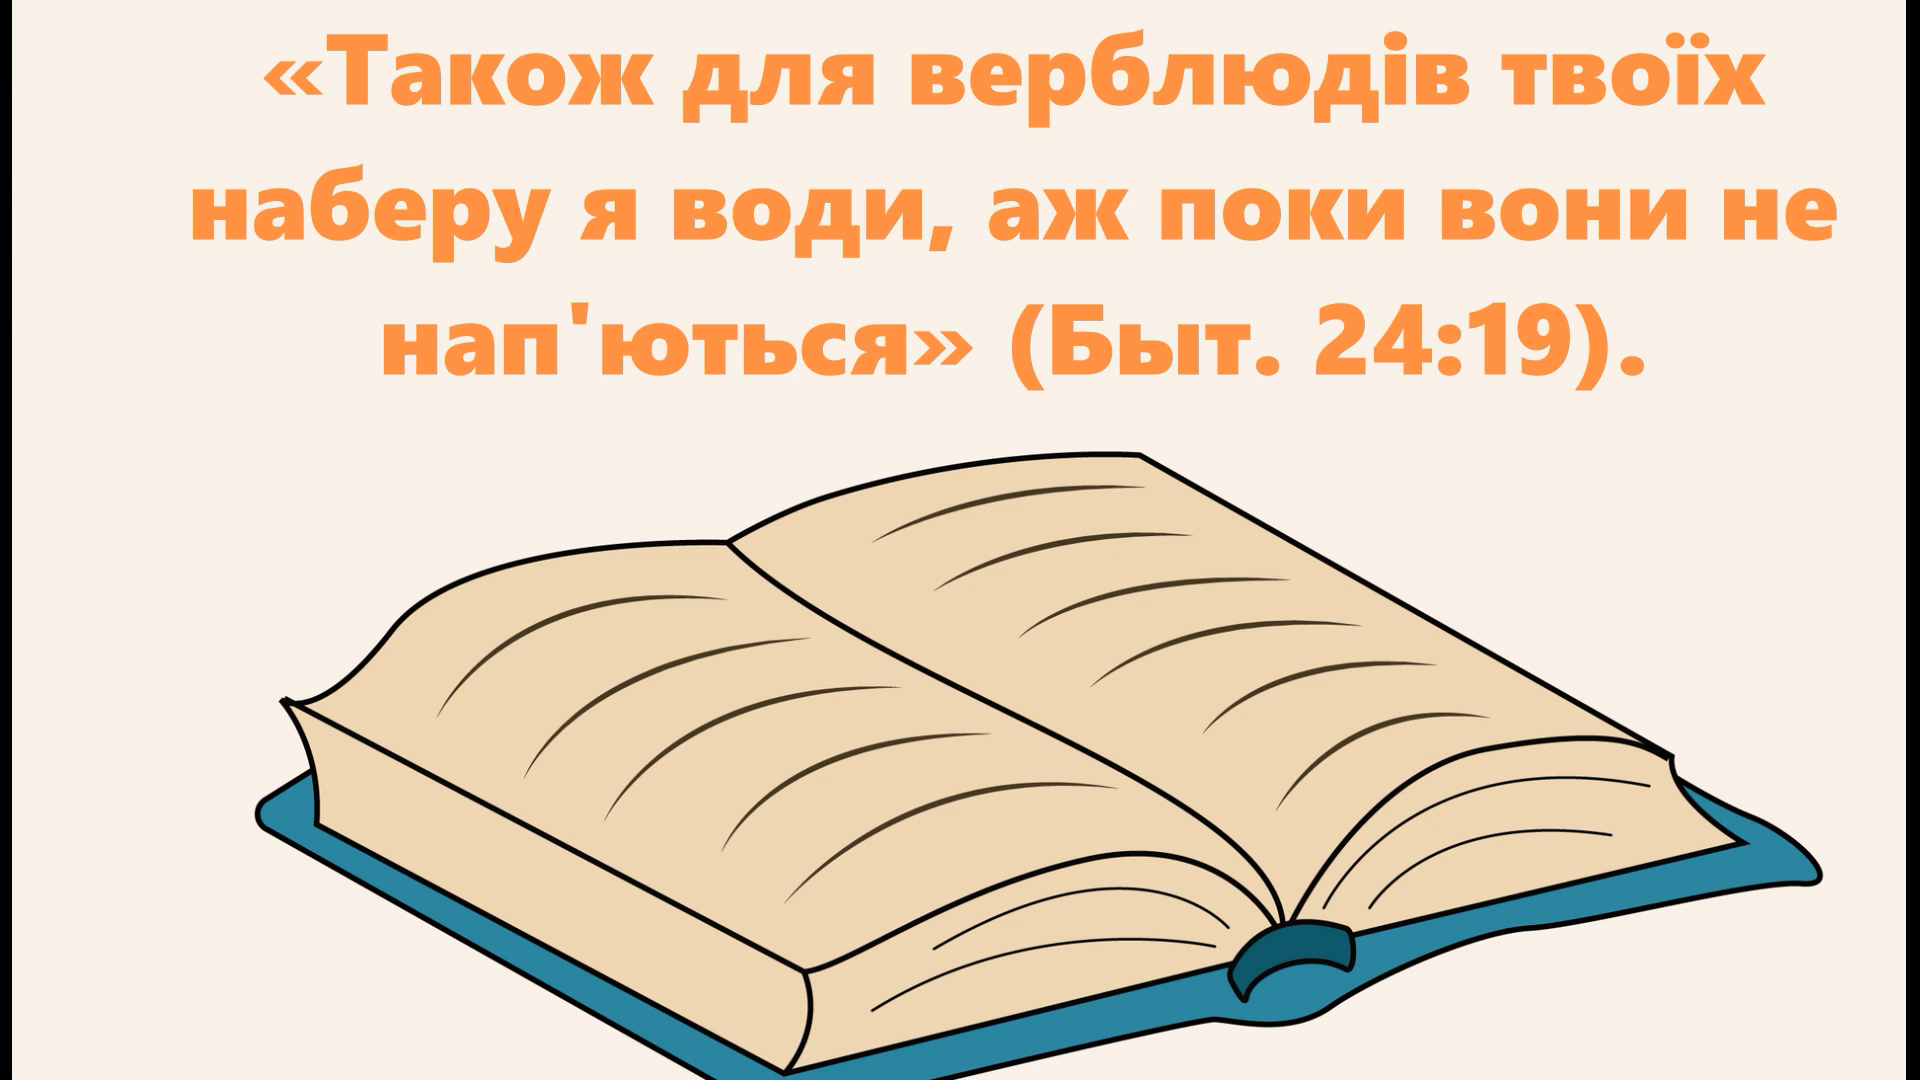 «Також для верблюдів твоїх
наберу я води, аж поки вони не
нап'ються» (Быт. 24:19).